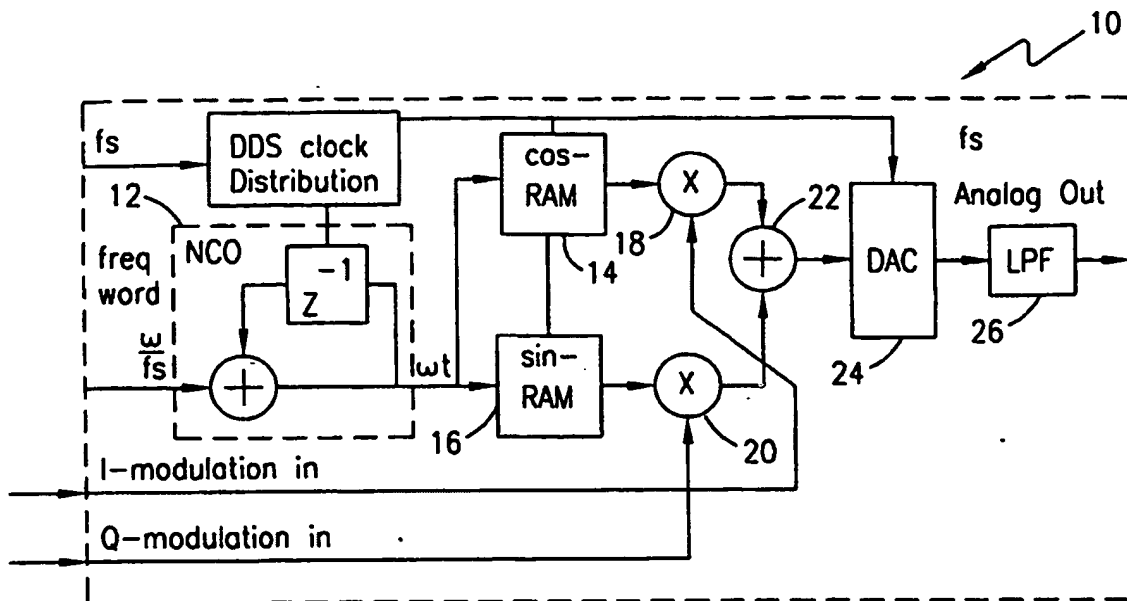 10
fs
DDS clock
Distribution
cos-
RAM
X
fs
12
NCO
14
18
22
Analog Out
freq
word
Z -1
+
DAC
LPF
ω
fs
+
ωt
sin-
RAM
X
24
26
16
20
I-modulation in
Q-modulation in